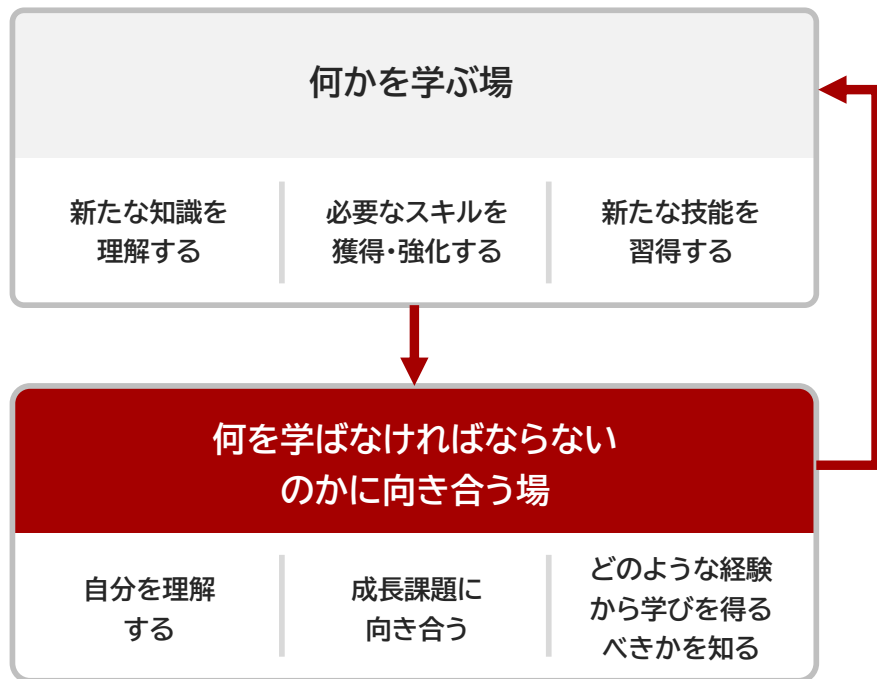 何かを学ぶ場
新たな知識を
理解する
必要なスキルを
獲得・強化する
新たな技能を
習得する
何を学ばなければならない
のかに向き合う場
自分を理解
する
成長課題に
向き合う
どのような経験
から学びを得る
べきかを知る